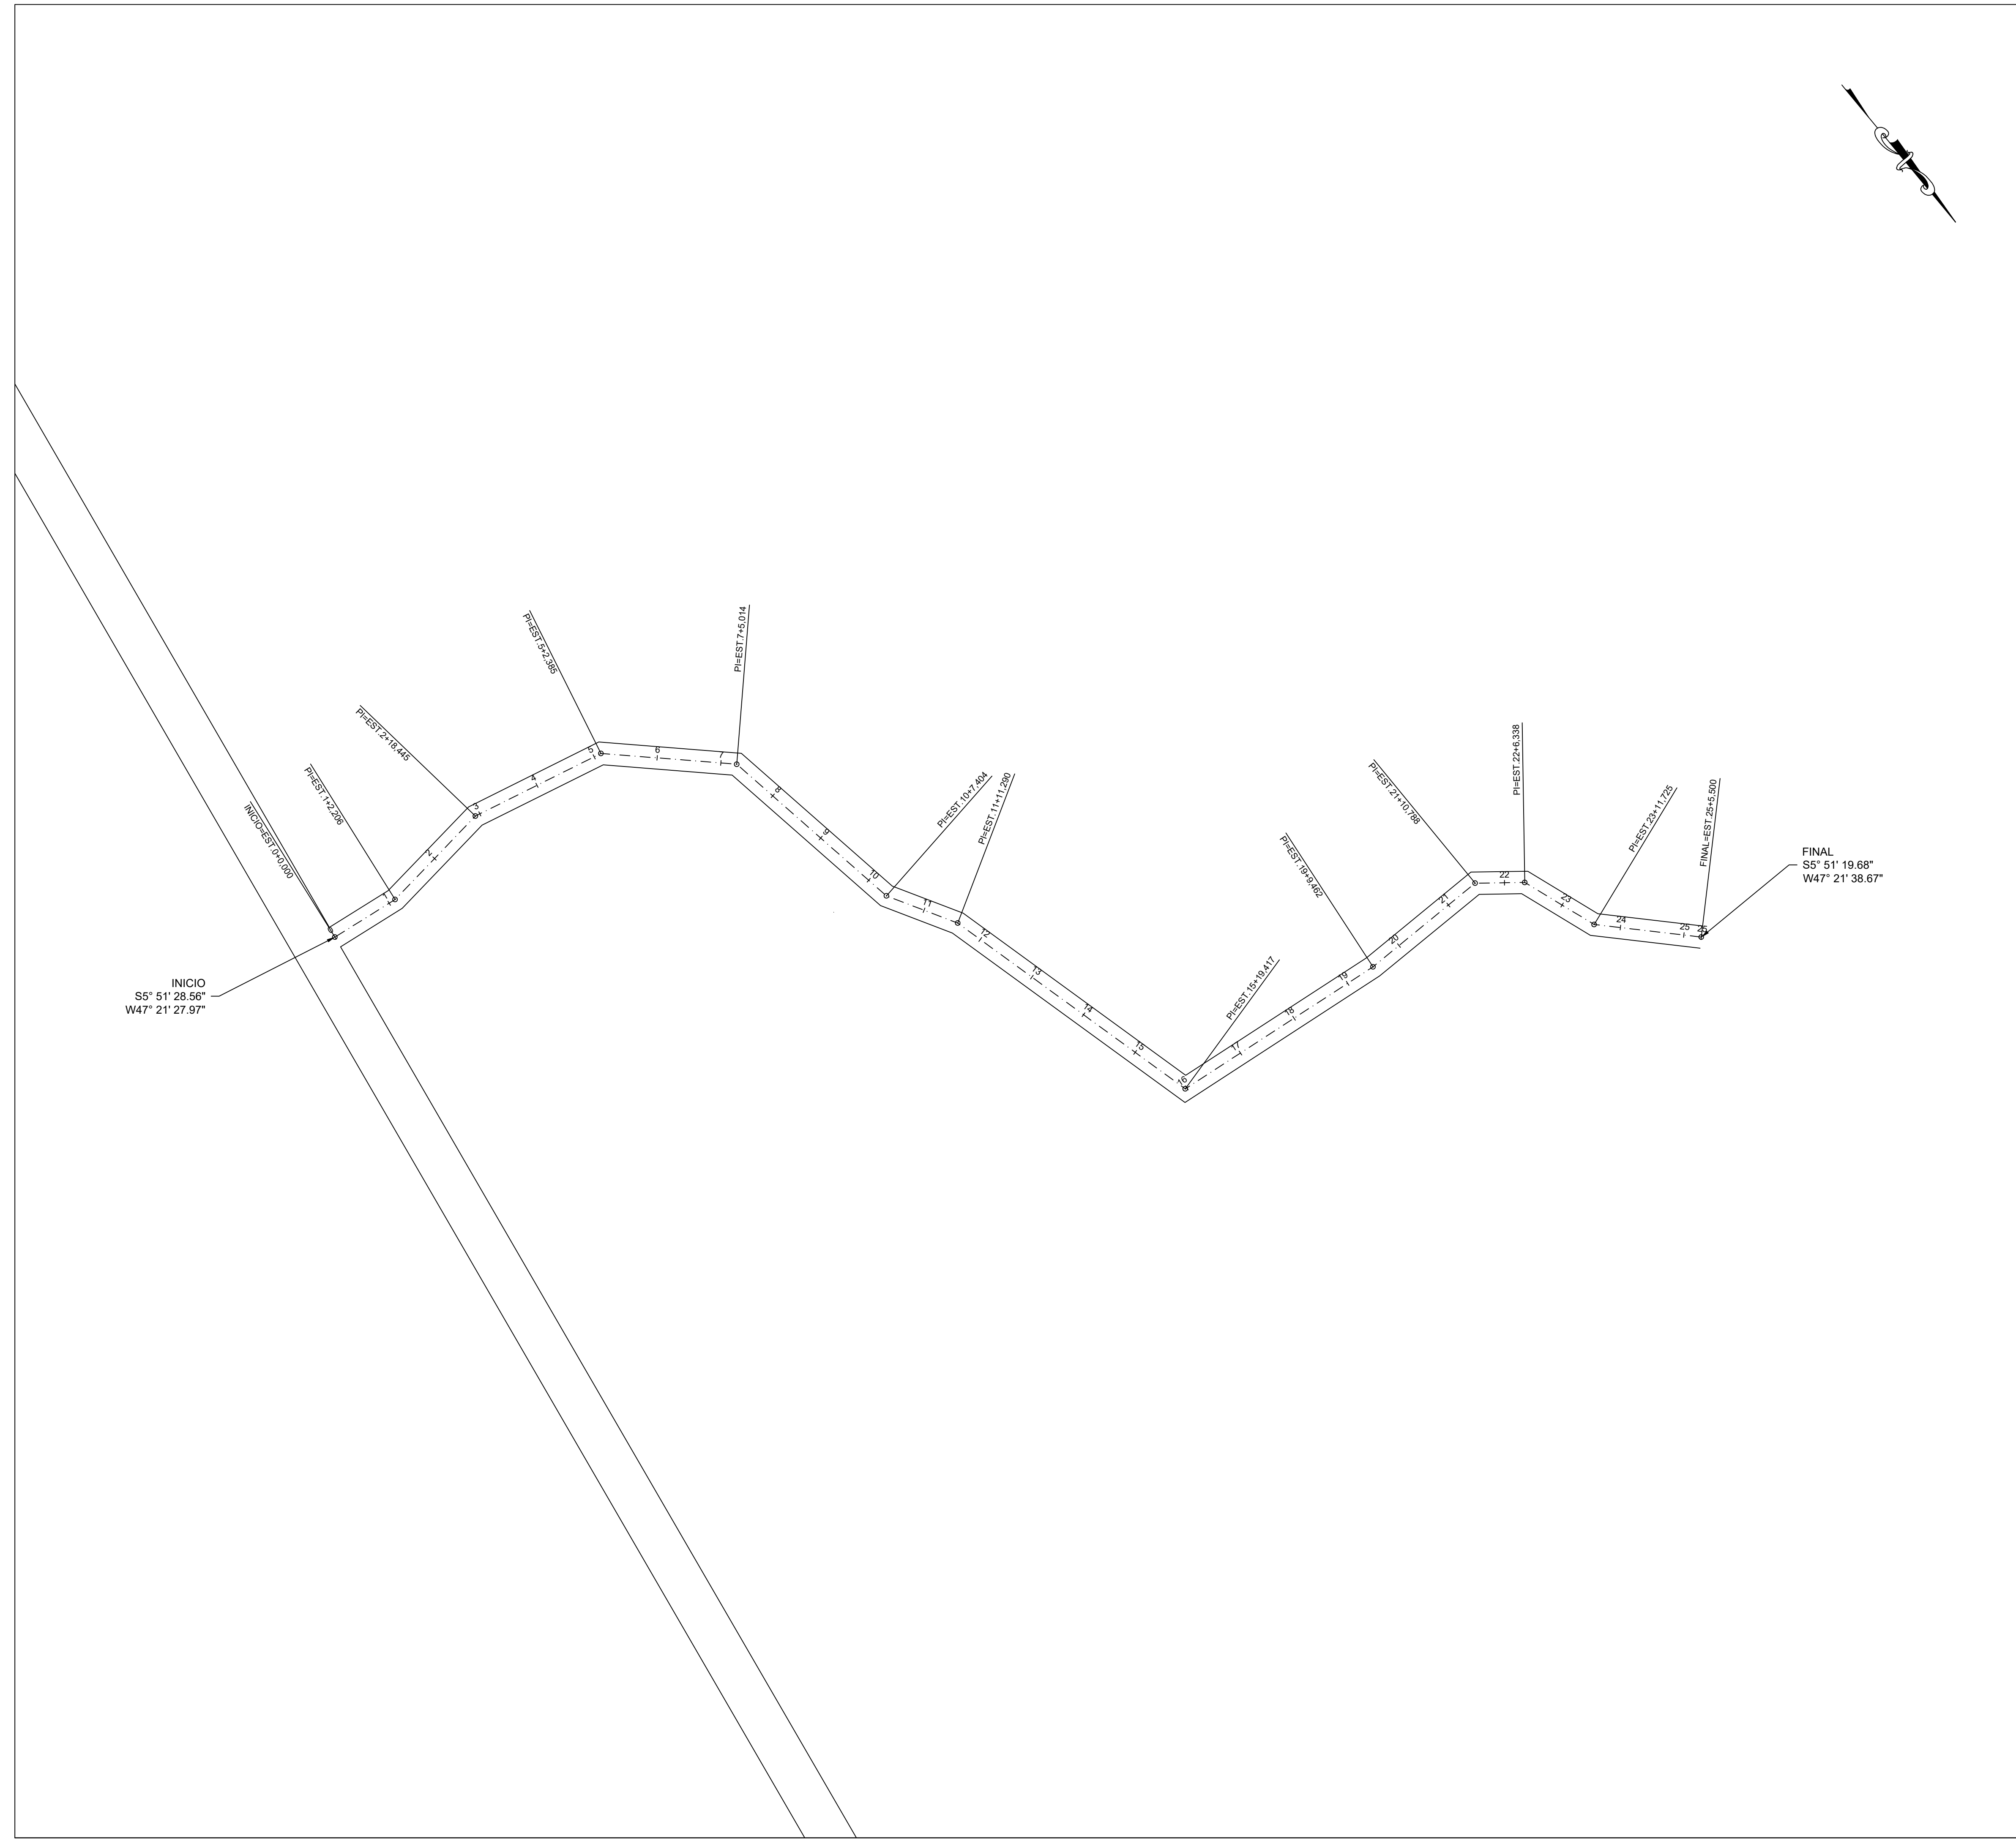 INICIO=EST.0+0.000
PI=EST.1+2.206
PI=EST.2+18.445
PI=EST.5+2.385
PI=EST.7+5.014
PI=EST.10+7.404
PI=EST.11+11.290
PI=EST.15+19.417
PI=EST.19+9.462
PI=EST.21+10.788
PI=EST.22+6.338
PI=EST.23+11.725
FINAL=EST.25+5.500
1
2
3
4
5
6
7
8
9
10
11
12
13
14
15
16
17
18
19
20
21
22
23
24
25
25
INICIO
S5° 51' 28.56"
W47° 21' 27.97"
FINAL
S5° 51' 19.68"
W47° 21' 38.67"